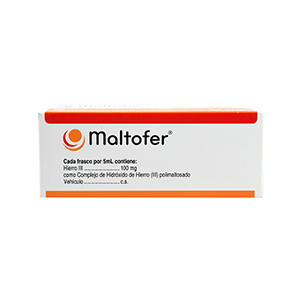 Maltofer®
Cada frasco por 5mL contiene:
Hierro III ........................ 100 mg
como Complejo de Hidróxido de Hierro (III) polimaltosado
Vehículo ........................ c.s.